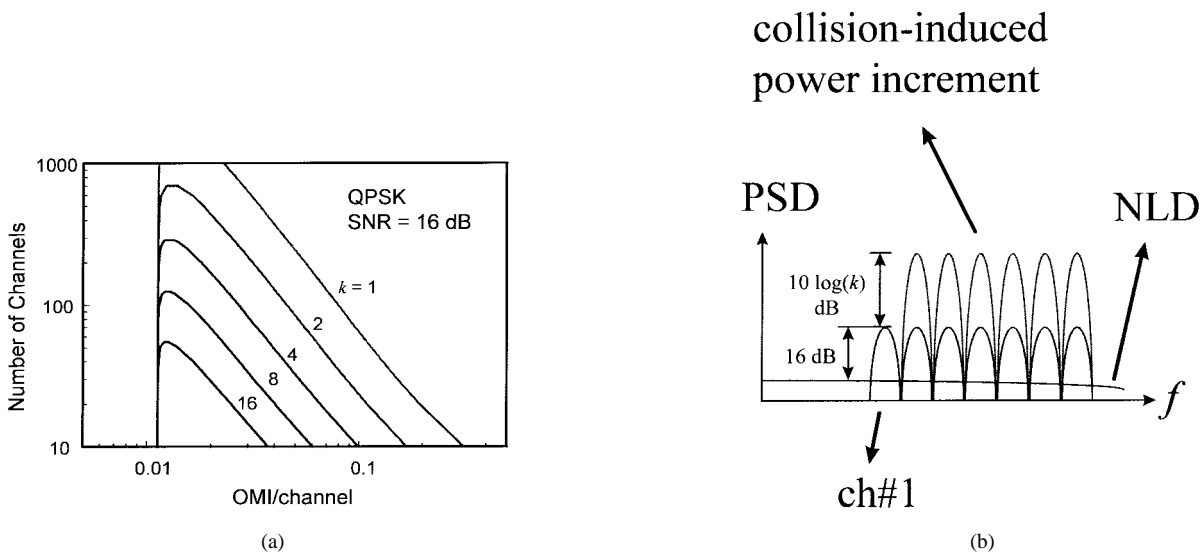 1000
100
10
Number of Channels
QPSK
SNR = 16 dB
k = 1
2
4
8
16
0.01
0.1
OMI/channel
(a)
collision-induced
power increment
PSD
NLD
10 log(k)
dB
16 dB
f
ch#1
(b)